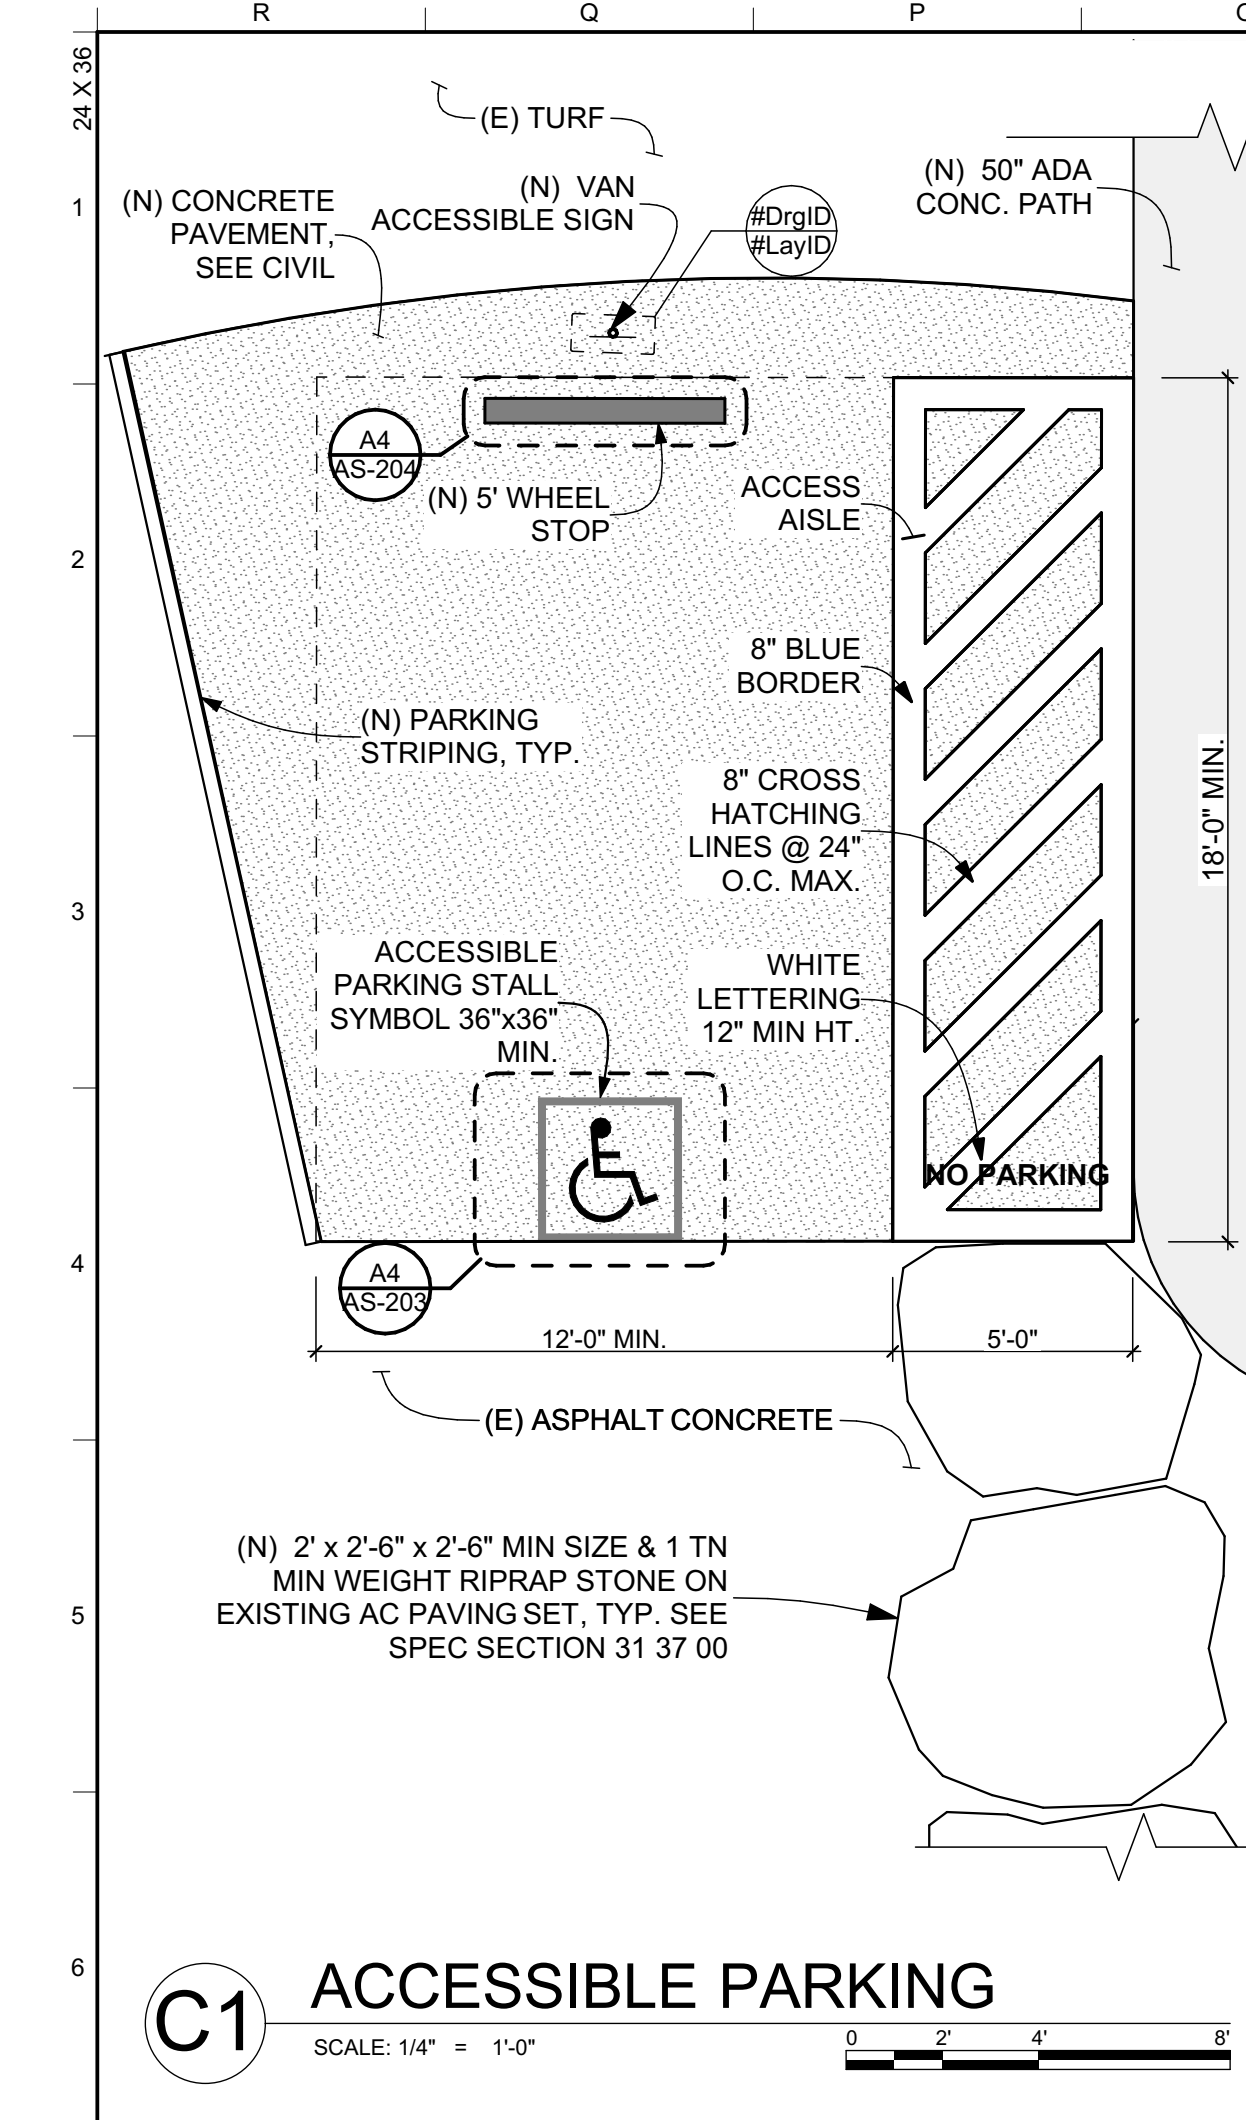 R
Q
P
24 X 36
(E) TURF
1
(N) CONCRETE
PAVEMENT,
SEE CIVIL
(N) VAN
ACCESSIBLE SIGN
#DrgID
#LayID
(N) 50" ADA
CONC. PATH
A4
AS-204
(N) 5' WHEEL
STOP
ACCESS
AISLE
2
8" BLUE
BORDER
(N) PARKING
STRIPING, TYP.
8" CROSS
HATCHING
LINES @ 24"
O.C. MAX.
18'-0" MIN.
3
ACCESSIBLE
PARKING STALL
SYMBOL 36"x36"
MIN.
WHITE
LETTERING
12" MIN HT.
NO PARKING
4
A4
AS-203
12'-0" MIN.
5'-0"
(E) ASPHALT CONCRETE
(N) 2' x 2'-6" x 2'-6" MIN SIZE & 1 TN
MIN WEIGHT RIPRAP STONE ON
EXISTING AC PAVING SET, TYP. SEE
SPEC SECTION 31 37 00
5
6
C1
ACCESSIBLE PARKING
SCALE: 1/4" = 1'-0"
0 2' 4' 8'